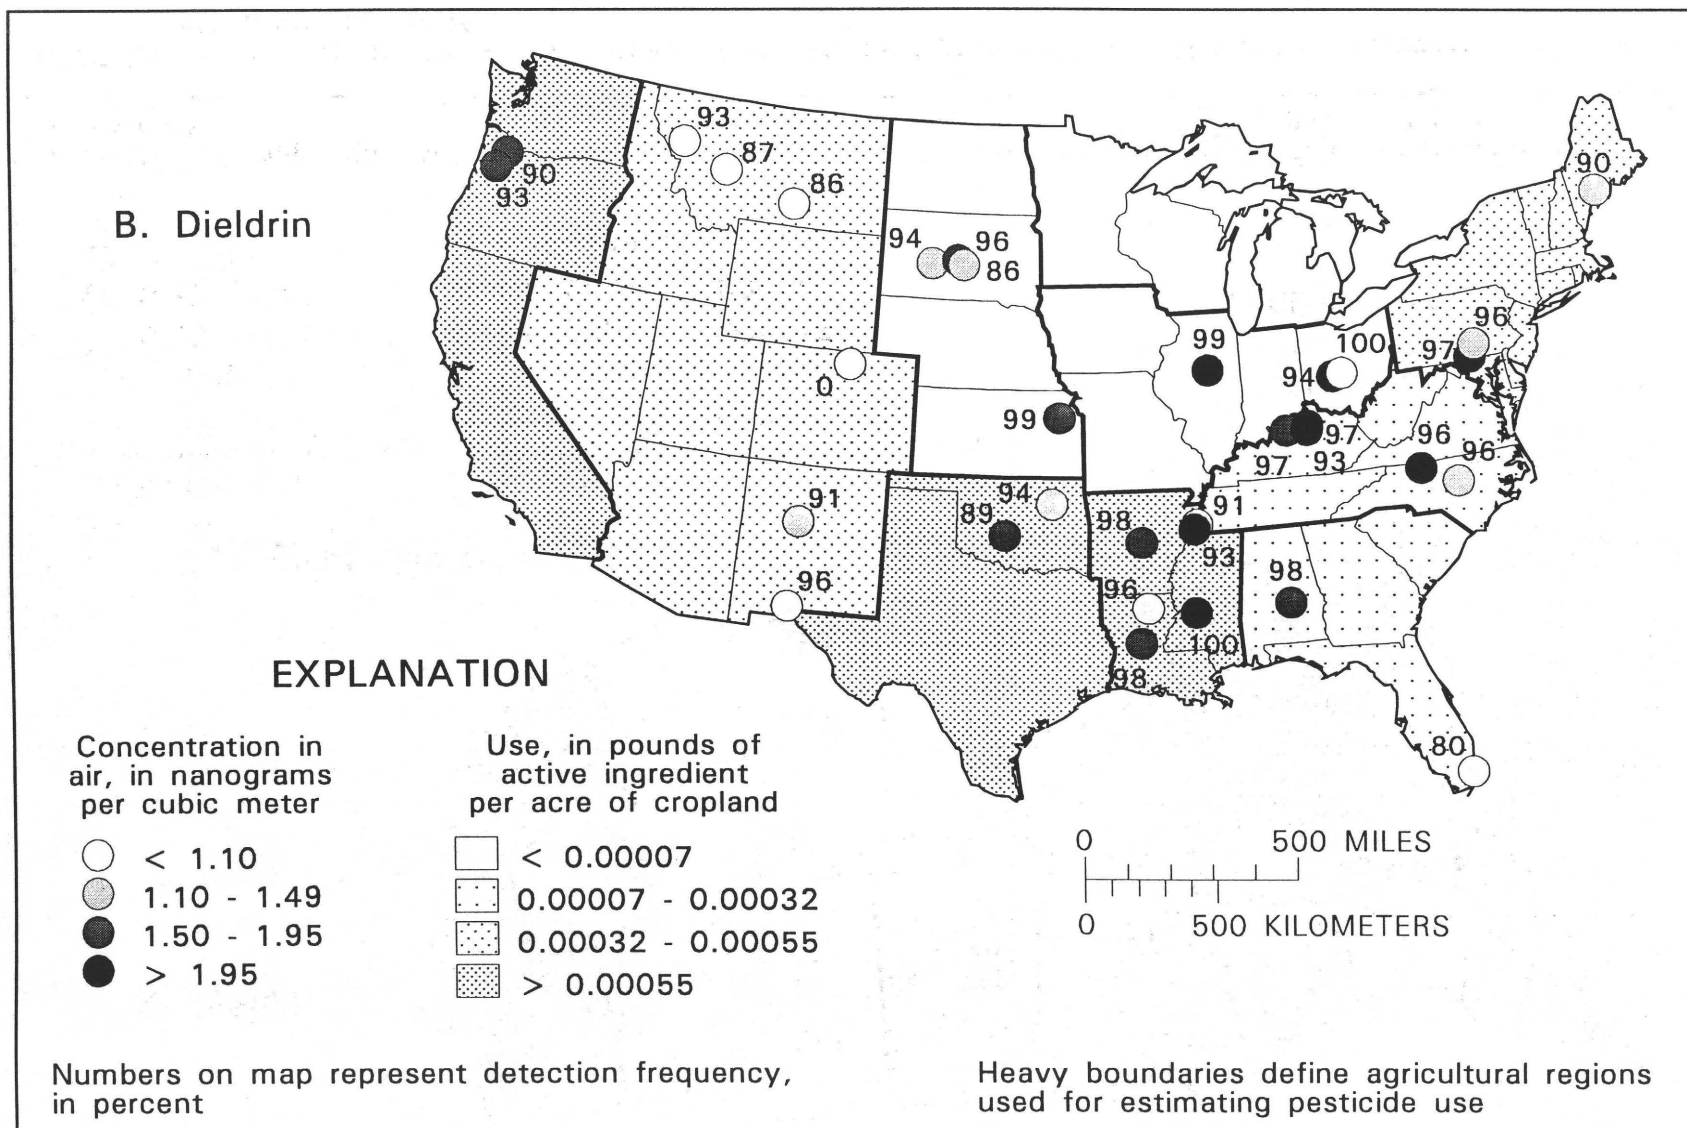 93
87
86
90
93
90
B. Dieldrin
94
96
86
96
97
99
100
94
0
99
97
93
97
96
96
91
94
89
98
91
93
96
96
98
100
98
80
EXPLANATION
Concentration in
air, in nanograms
per cubic meter
< 1.10
1.10 - 1.49
1.50 - 1.95
> 1.95
Use, in pounds of
active ingredient
per acre of cropland
< 0.00007
0.00007 - 0.00032
0.00032 - 0.00055
> 0.00055
0 500 MILES
0 500 KILOMETERS
Numbers on map represent detection frequency,
in percent
Heavy boundaries define agricultural regions
used for estimating pesticide use